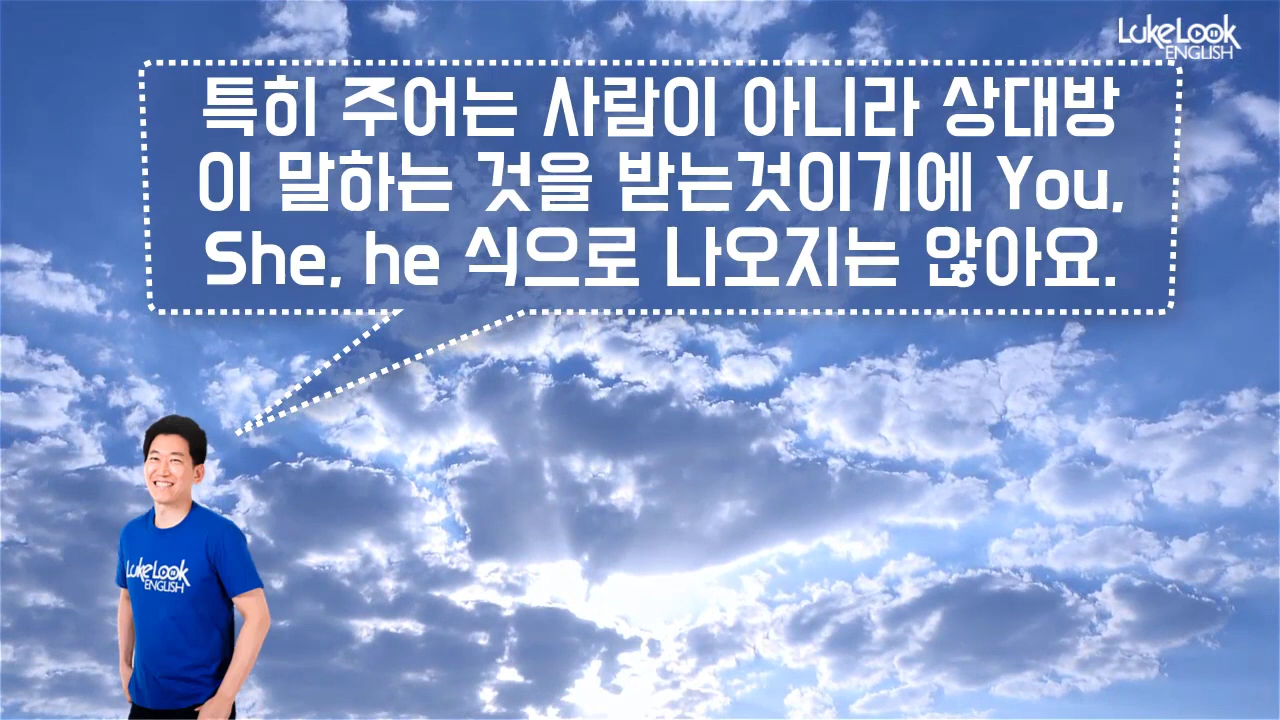 LukeLook
ENGLISH
특히 주어는 사람이 아니라 상대방
이 말하는 것을 받는것이기에 You,
She, he 식으로 나오지는 않아요.
LukeLook
ENGLISH